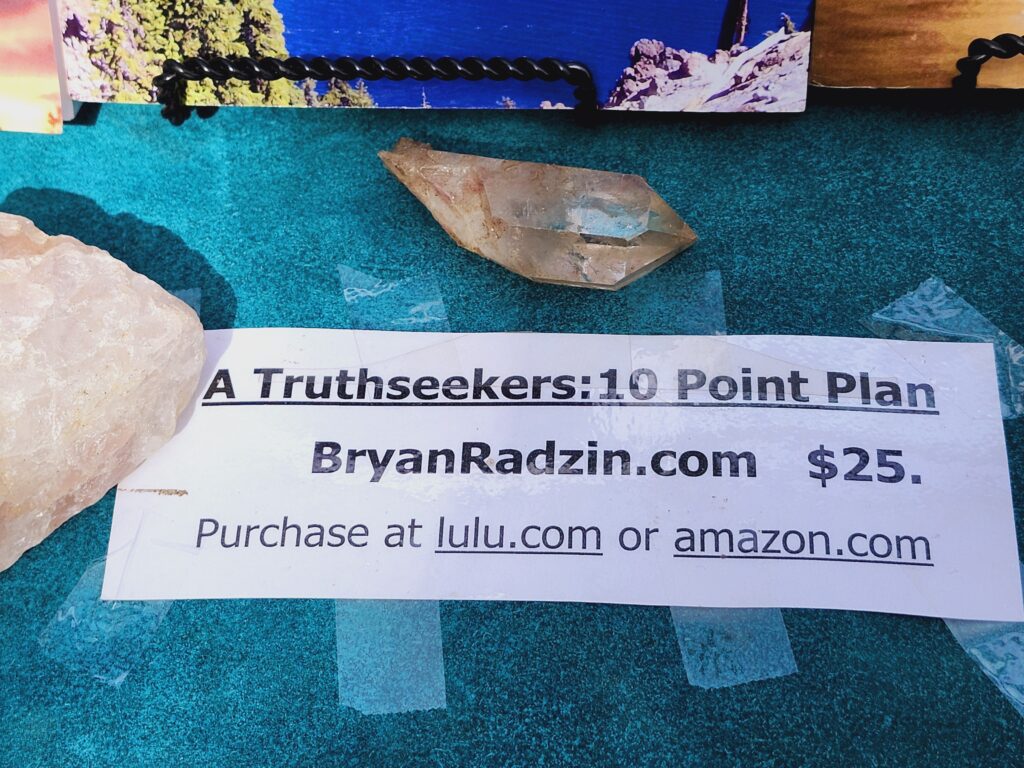 A Truthseekers:10 Point Plan
BryanRadzin.com $25.
Purchase at lulu.com or amazon.com